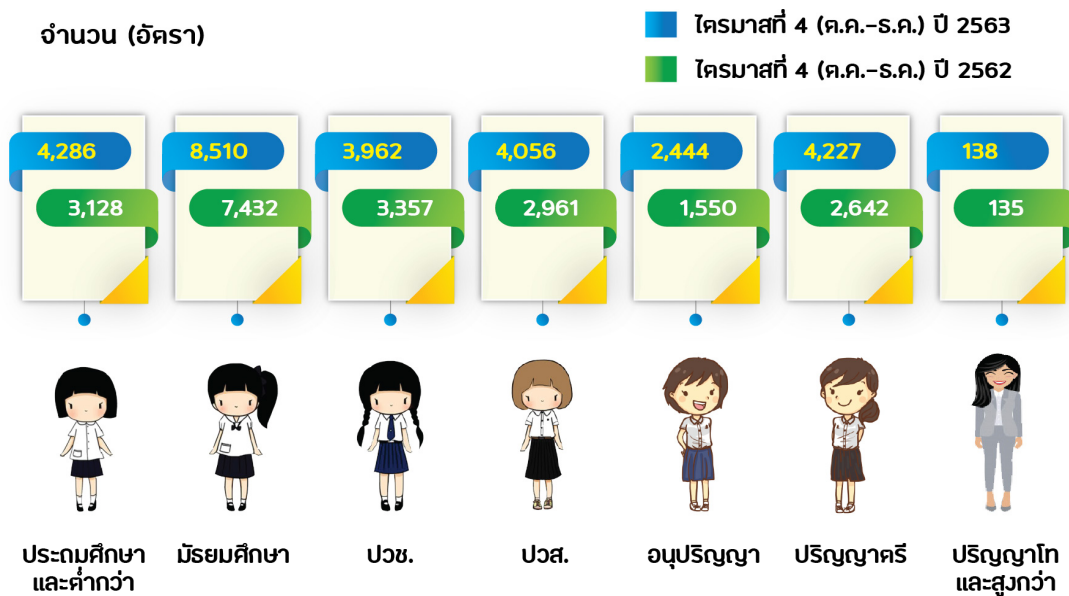 จำนวน (อัตรา)
ไตรมาสที่ 4 (ต.ค.-ธ.ค.) ปี 2563
ไตรมาสที่ 4 (ต.ค.-ธ.ค.) ปี 2562
4,286 8,510 3,962 4,056 2,444 4,227 138
3,128 7,432 3,357 2,961 1,550 2,642 135
ประถมศึกษา มัธยมศึกษา ปวช. ปวส. อนุปริญญา ปริญญาตรี ปริญญาโท
และต่ำกว่า และสูงกว่า